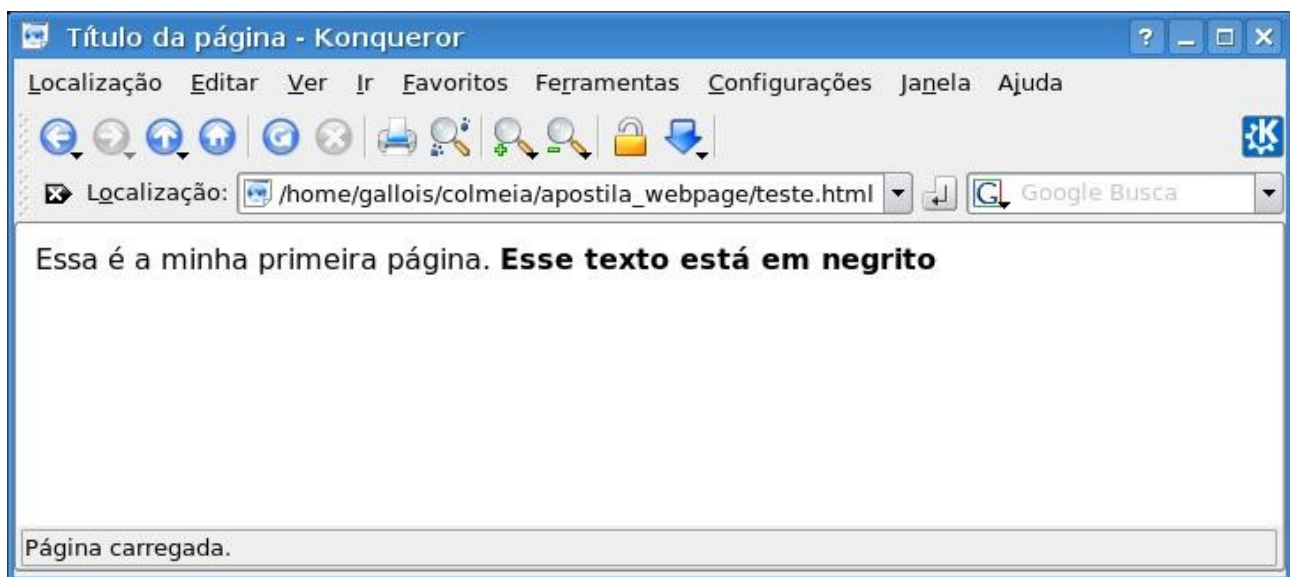 Título da página - Konqueror
Localização Editar Ver Ir Favoritos Ferramentas Configurações Janela Ajuda
Localização: /home/gallois/colmeia/apostila_webpage/teste.html Google Busca
Essa é a minha primeira página. Esse texto está em negrito
Página carregada.